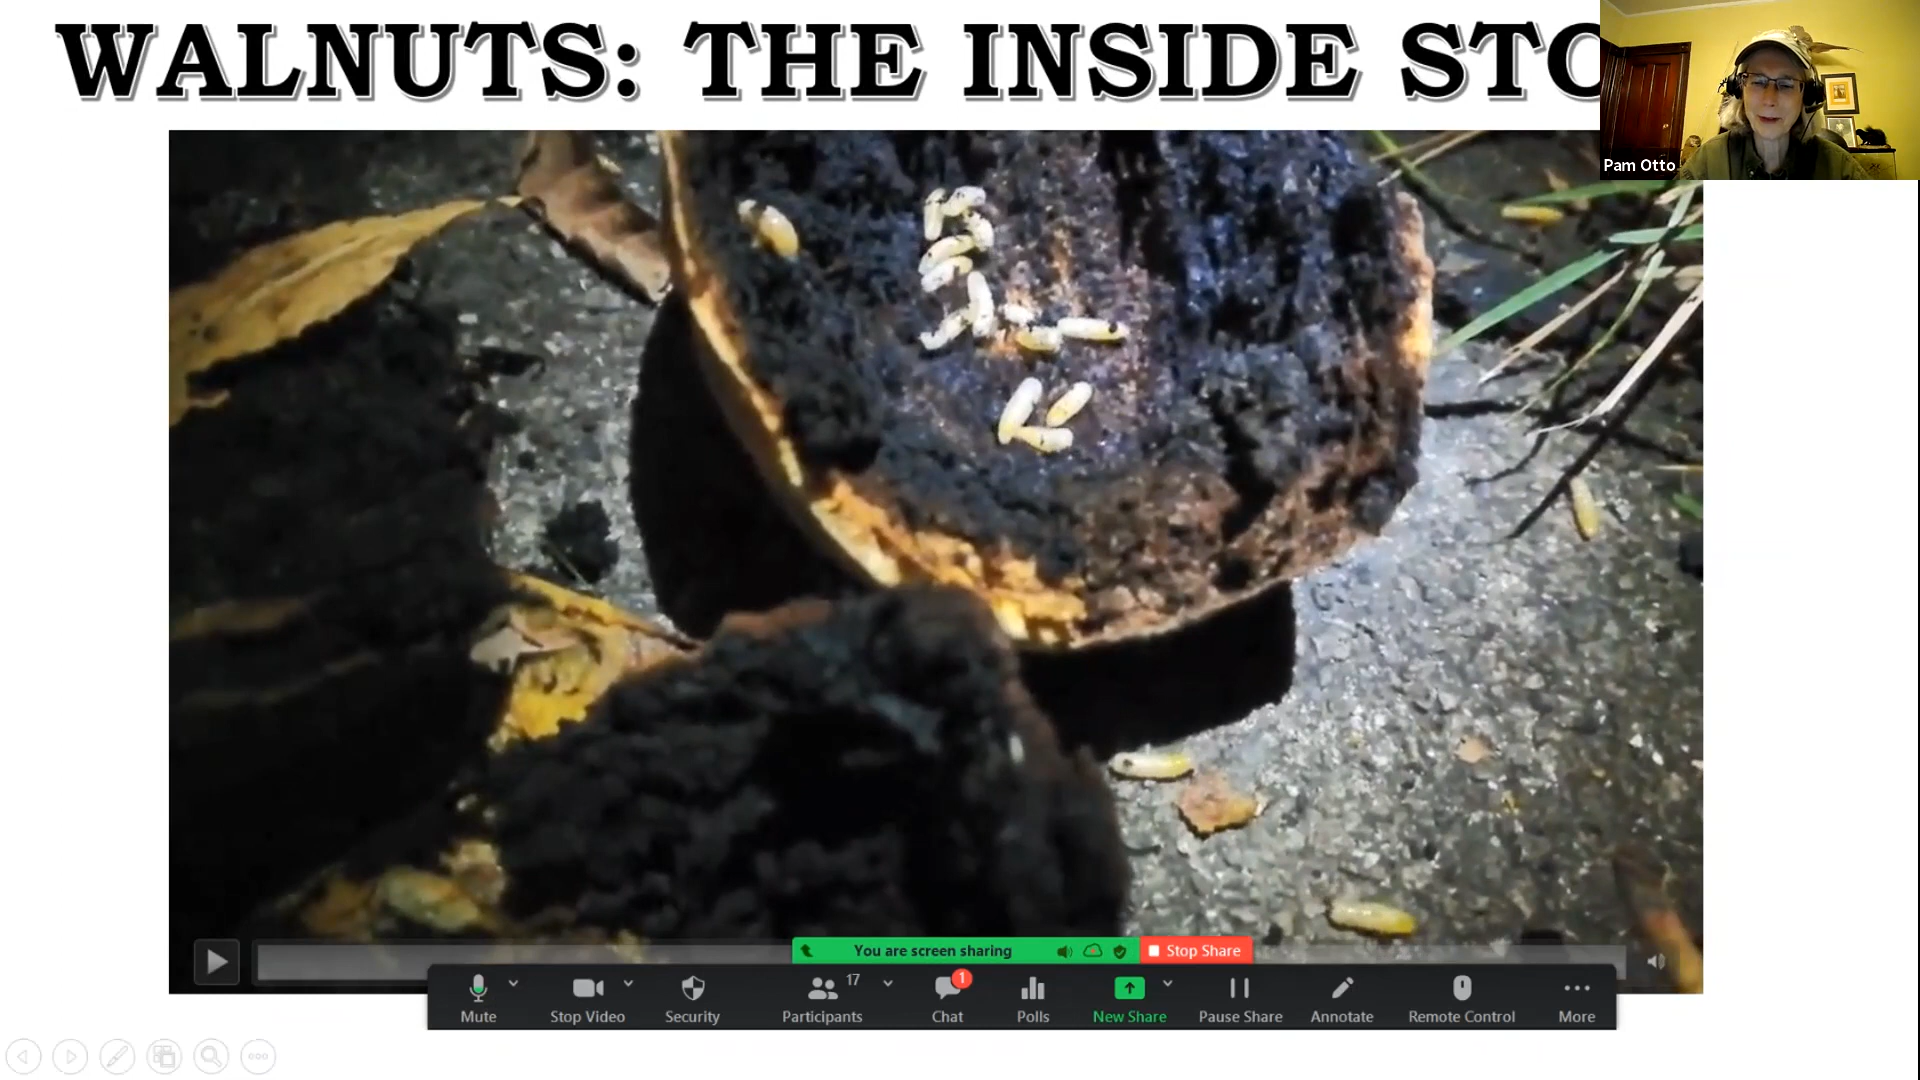 WALNUTS: THE INSIDE STO
Pam Otto
You are screen sharing
Stop Share
17
1
Mute
Stop Video
Security
Participants
Chat
Polls
New Share
Pause Share
Annotate
Remote Control
More